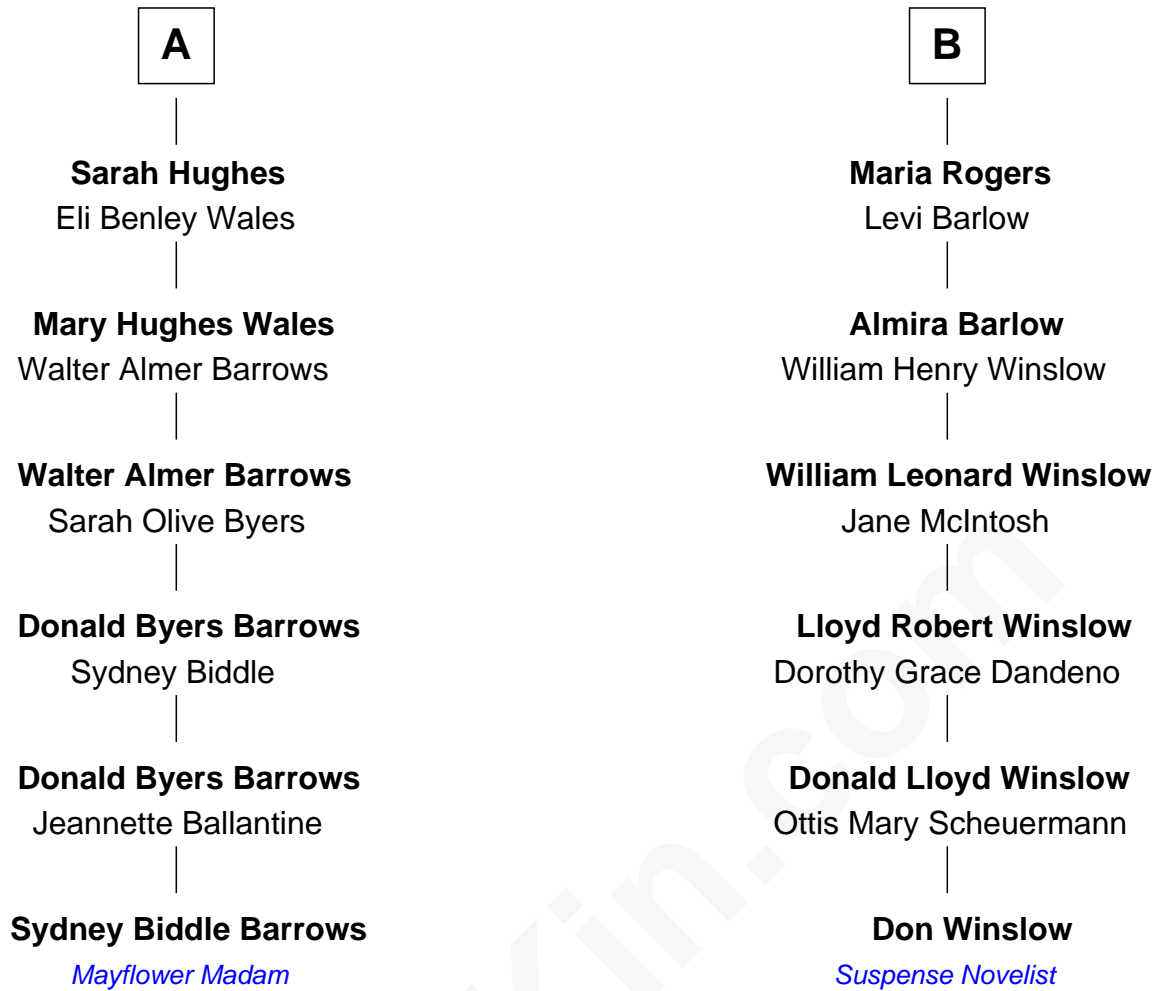 A
B
Sarah Hughes
Eli Benley Wales
Maria Rogers
Levi Barlow
Mary Hughes Wales
Walter Almer Barrows
Almira Barlow
William Henry Winslow
Walter Almer Barrows
Sarah Olive Byers
William Leonard Winslow
Jane McIntosh
Donald Byers Barrows
Sydney Biddle
Lloyd Robert Winslow
Dorothy Grace Dandeno
Donald Byers Barrows
Jeannette Ballantine
Donald Lloyd Winslow
Ottis Mary Scheuermann
Sydney Biddle Barrows
Mayflower Madam
Don Winslow
Suspense Novelist
Kin.com